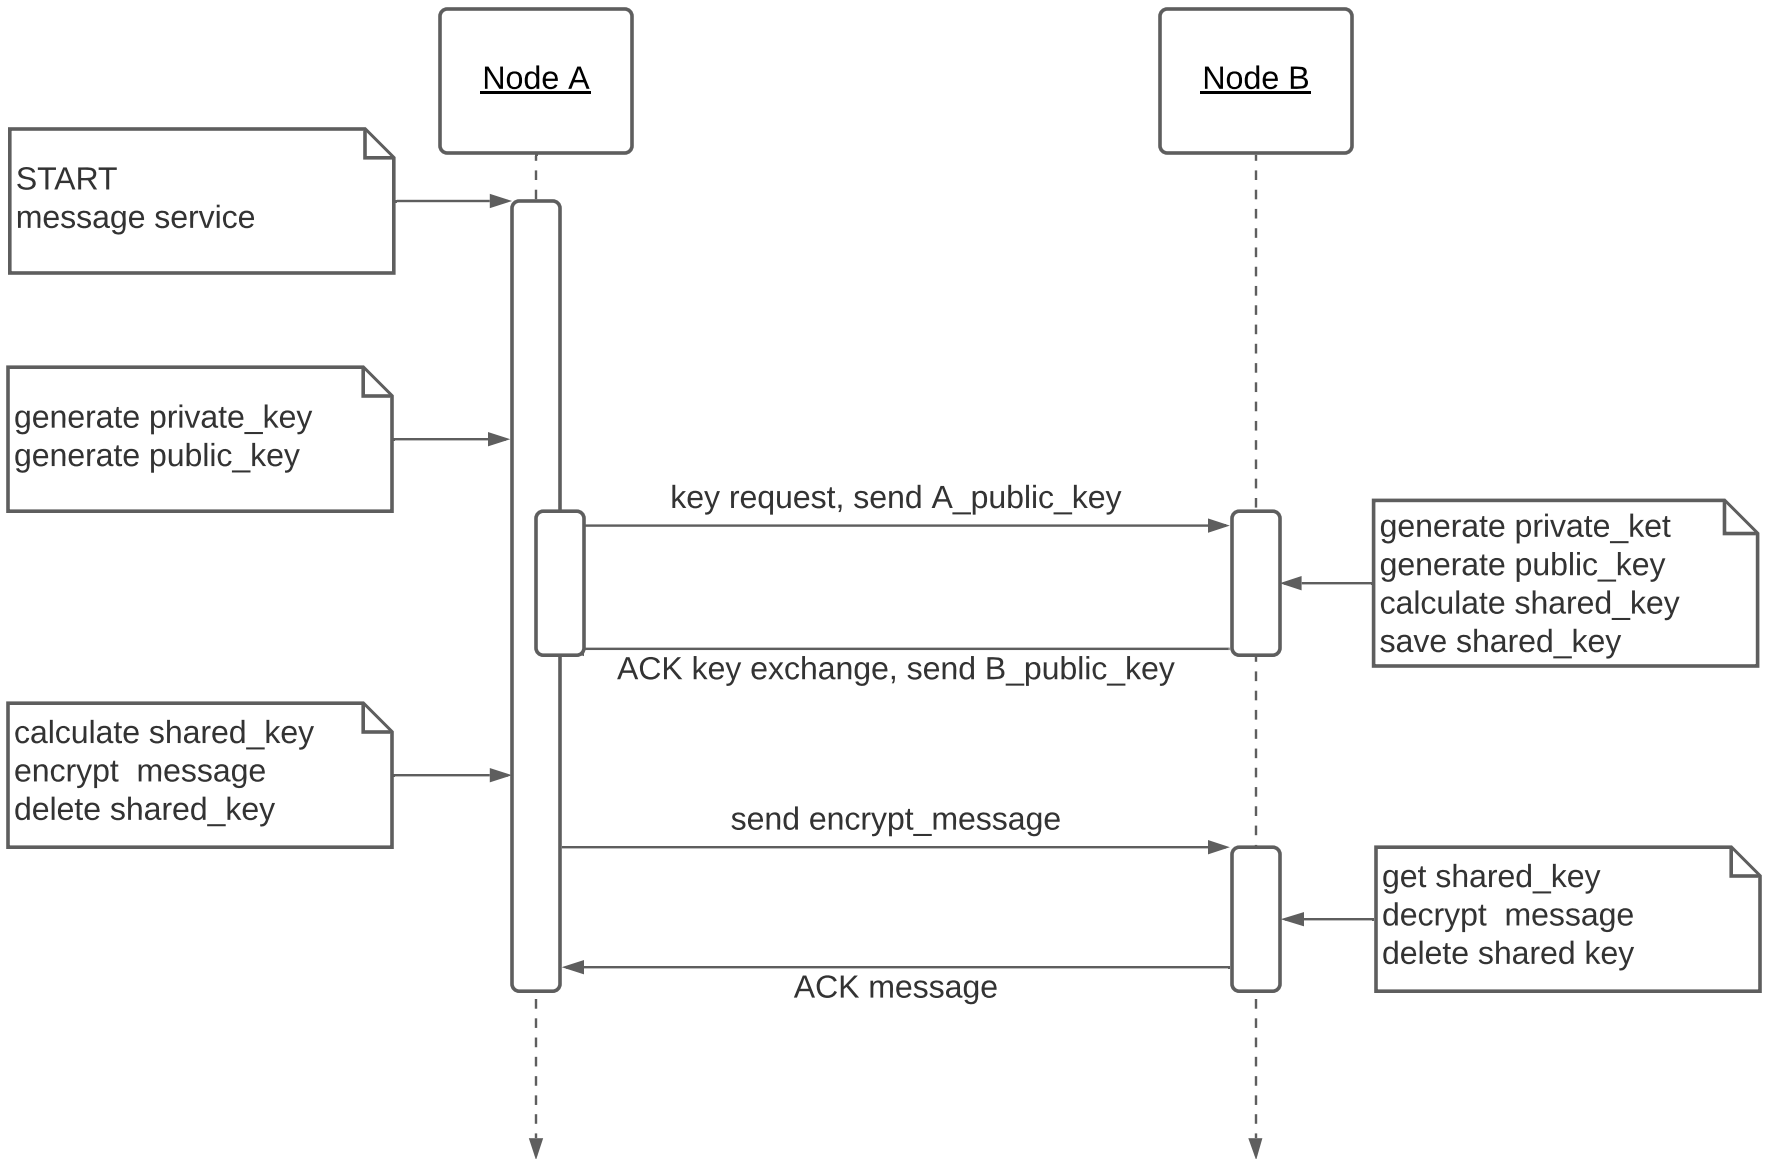 Node A
Node B
START
message service
generate private_key
generate public_key
key request, send A_public_key
generate private_ket
generate public_key
calculate shared_key
save shared_key
ACK key exchange, send B_public_key
calculate shared_key
encrypt  message
delete shared_key
send encrypt_message
get shared_key
decrypt  message
delete shared key
ACK message